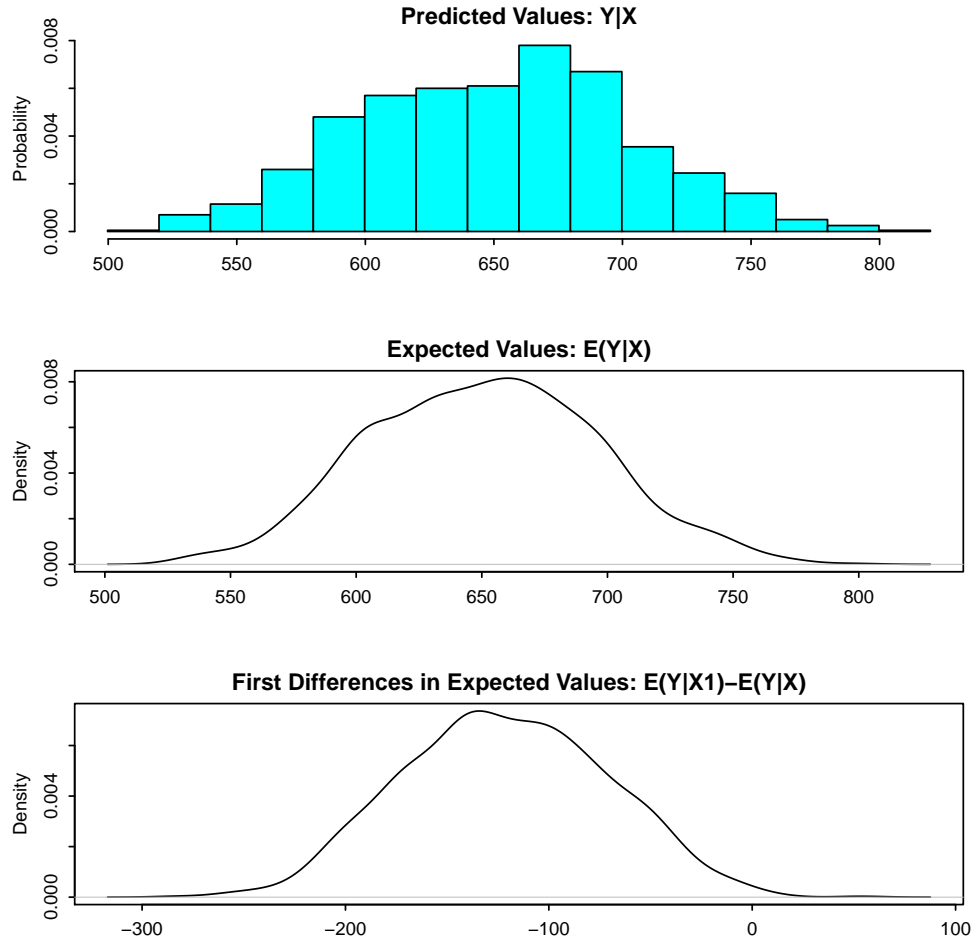 Predicted Values: Y|X
Probability
0.000 0.004 0.008
500 550 600 650 700 750 800
Expected Values: E(Y|X)
Density
0.000 0.004 0.008
500 550 600 650 700 750 800
First Differences in Expected Values: E(Y|X1)−E(Y|X)
Density
0.000 0.004
−300 −200 −100 0 100